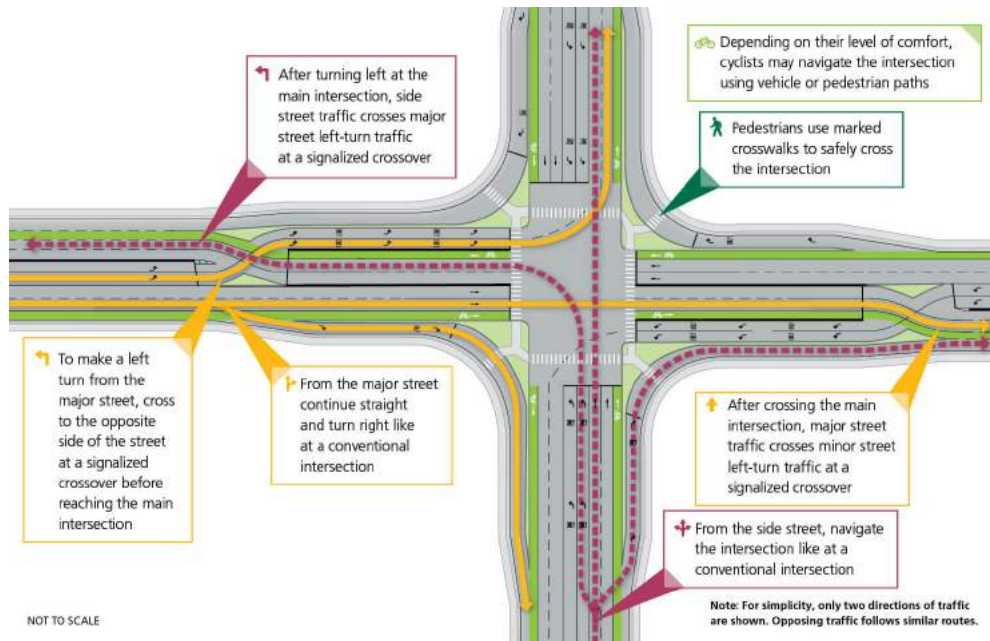 After turning left at the
main intersection, side
street traffic crosses major
street left-turn traffic
at a signalized crossover
Depending on their level of comfort,
cyclists may navigate the intersection
using vehicle or pedestrian paths
Pedestrians use marked
crosswalks to safely cross
the intersection
To make a left
turn from the
major street, cross
to the opposite
side of the street
at a signalized
crossover before
reaching the main
intersection
From the major street
continue straight
and turn right like
at a conventional
intersection
After crossing the main
intersection, major street
traffic crosses minor street
left-turn traffic at a
signalized crossover
From the side street, navigate
the intersection like at a
conventional intersection
NOT TO SCALE
Note: For simplicity, only two directions of traffic
are shown. Opposing traffic follows similar routes.